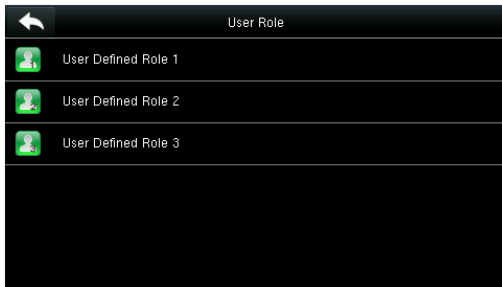 User Role
User Defined Role 1
User Defined Role 2
User Defined Role 3